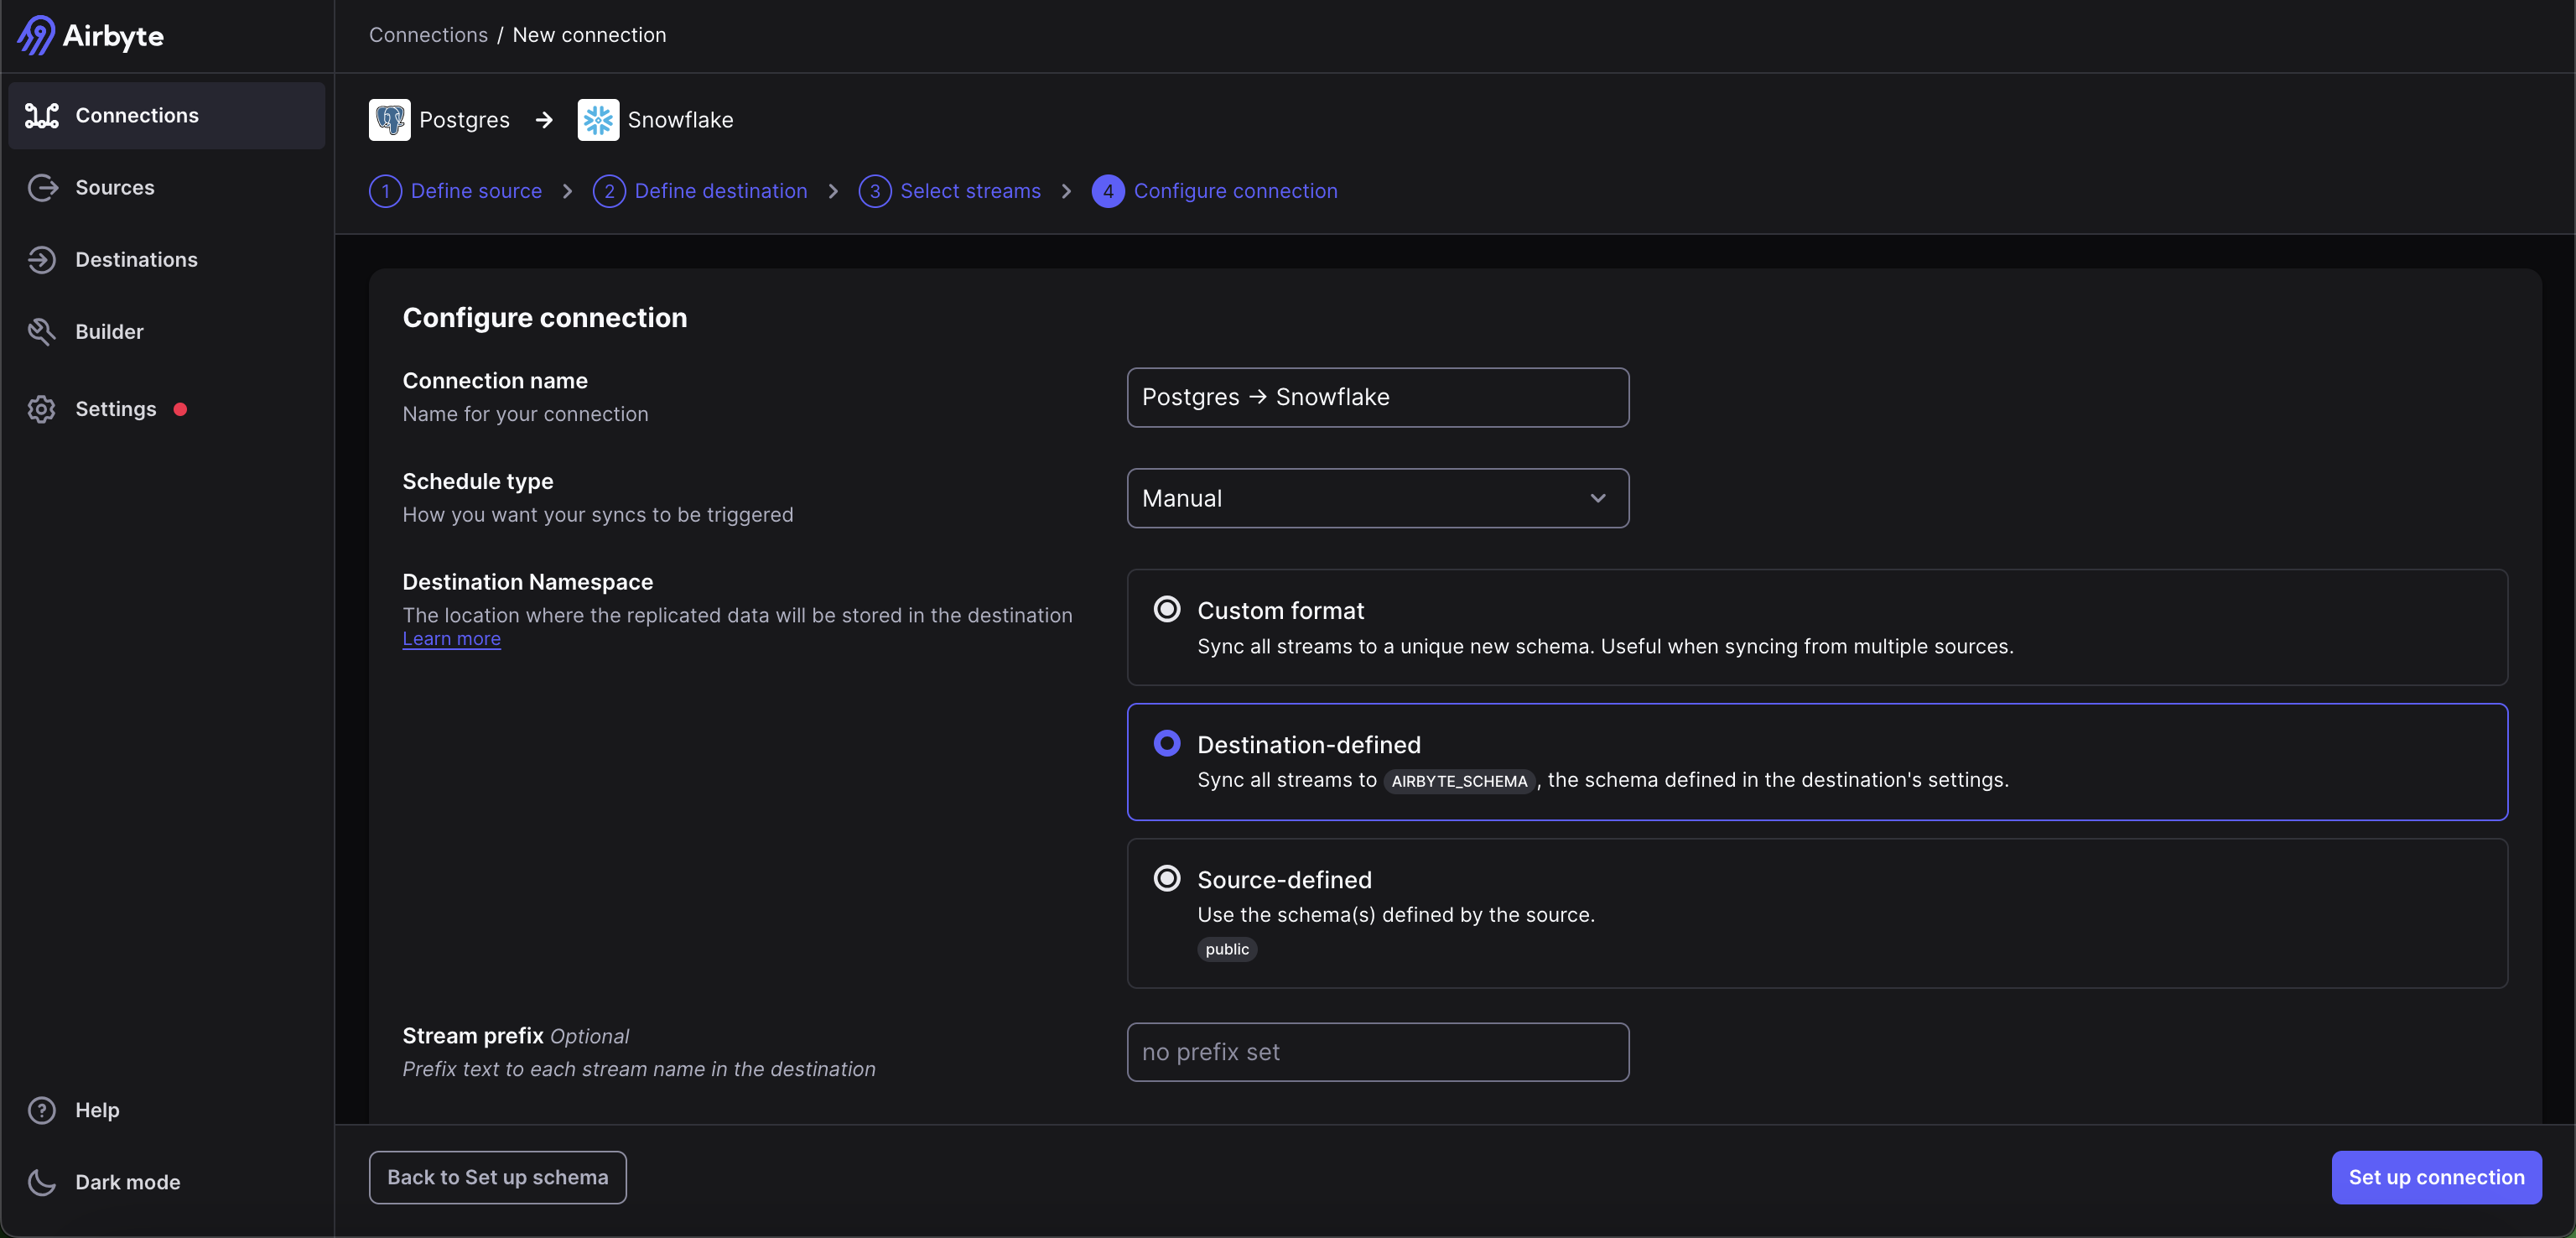 Airbyte
Connections
Sources
Destinations
Builder
Settings
Help
Dark mode
Connections / New connection
Postgres → Snowflake
1 Define source > 2 Define destination > 3 Select streams > 4 Configure connection
Configure connection
Connection name
Name for your connection
Postgres → Snowflake
Schedule type
How you want your syncs to be triggered
Manual
Destination Namespace
The location where the replicated data will be stored in the destination
Learn more
Custom format
Sync all streams to a unique new schema. Useful when syncing from multiple sources.
Destination-defined
Sync all streams to AIRBYTE_SCHEMA, the schema defined in the destination's settings.
Source-defined
Use the schema(s) defined by the source.
public
Stream prefix Optional
Prefix text to each stream name in the destination
no prefix set
Back to Set up schema
Set up connection